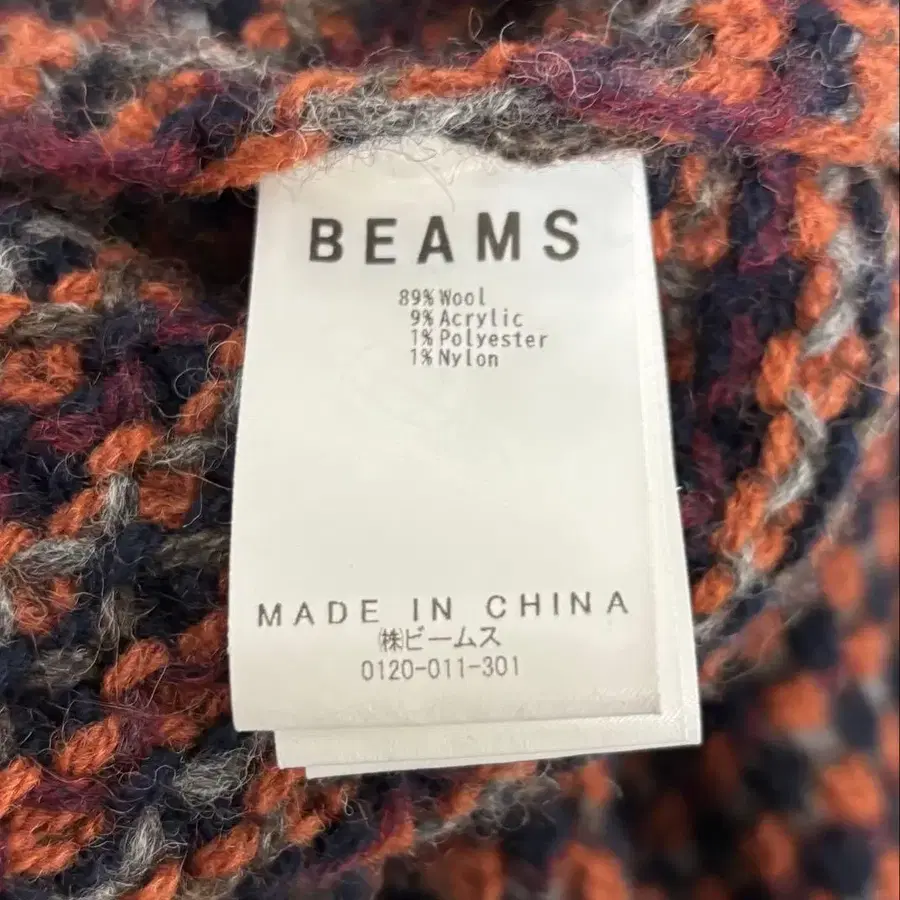 BEAMS
89% Wool
9% Acrylic
1% Polyester
1% Nylon
MADE IN CHINA
㈱ビームス
0120-011-301